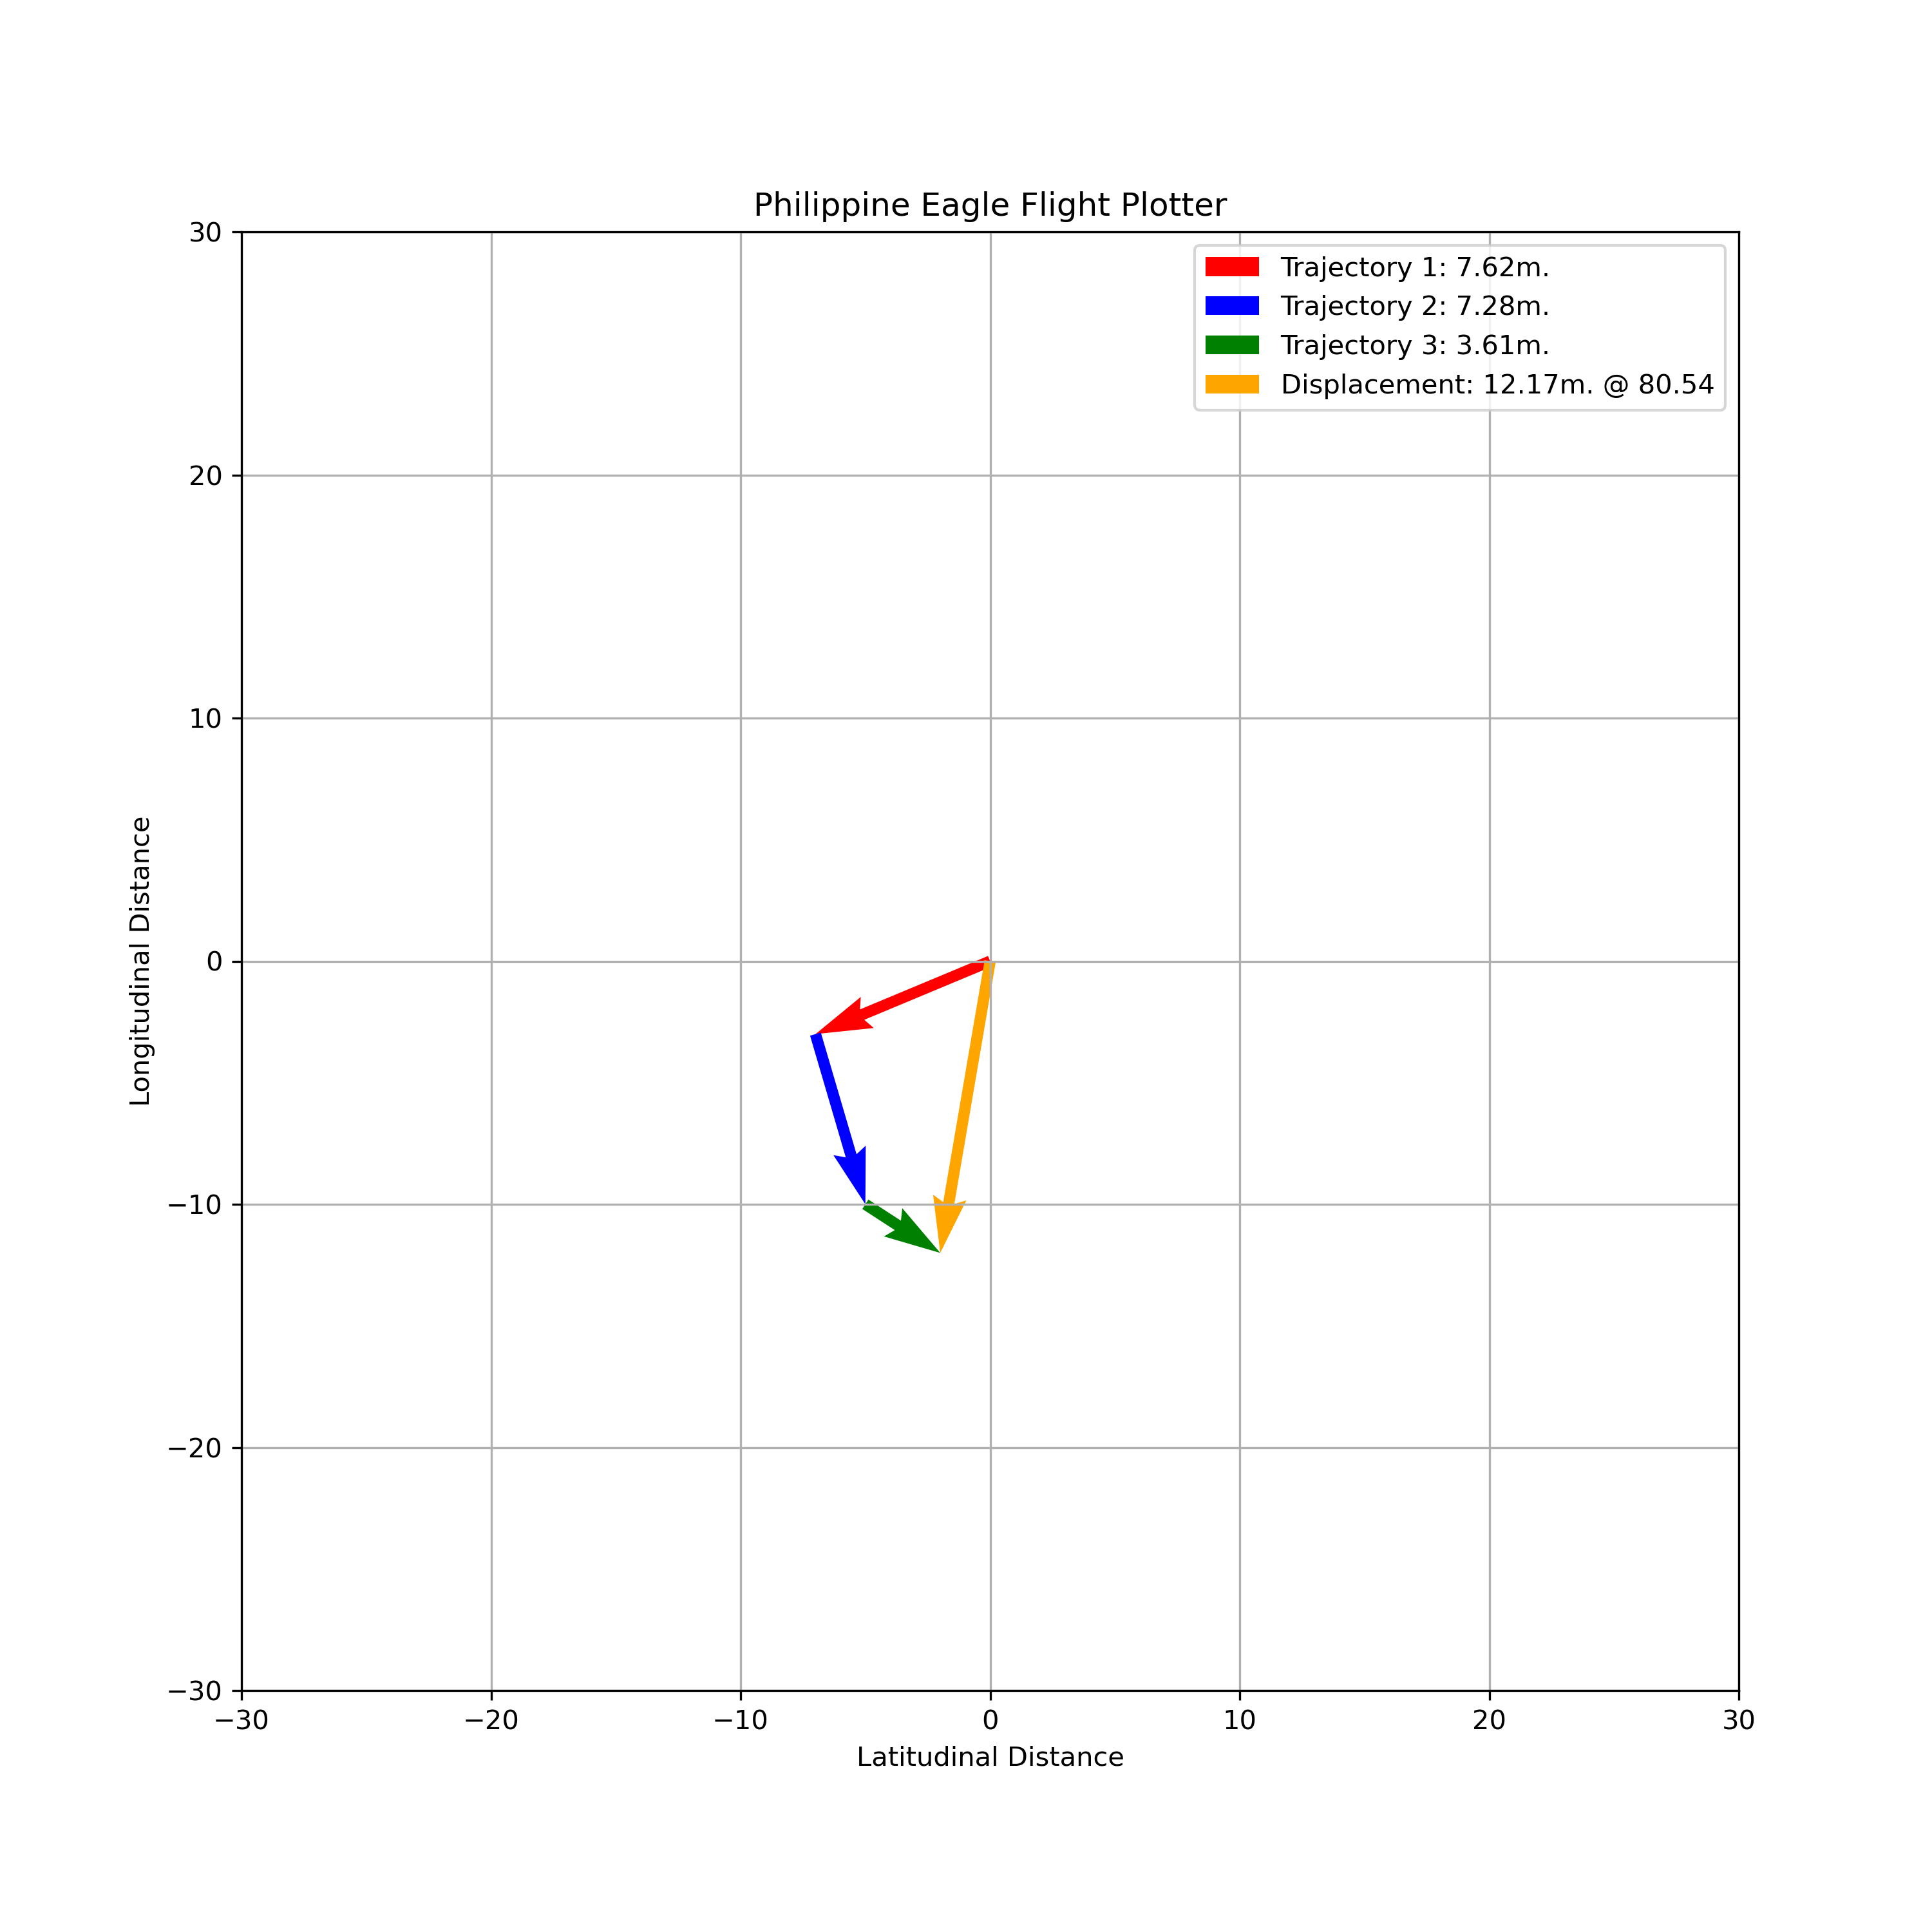 Philippine Eagle Flight Plotter
Trajectory 1: 7.62m.
Trajectory 2: 7.28m.
Trajectory 3: 3.61m.
Displacement: 12.17m. @ 80.54
30
20
10
0
−10
−20
−30
Longitudinal Distance
−30 −20 −10 0 10 20 30
Latitudinal Distance